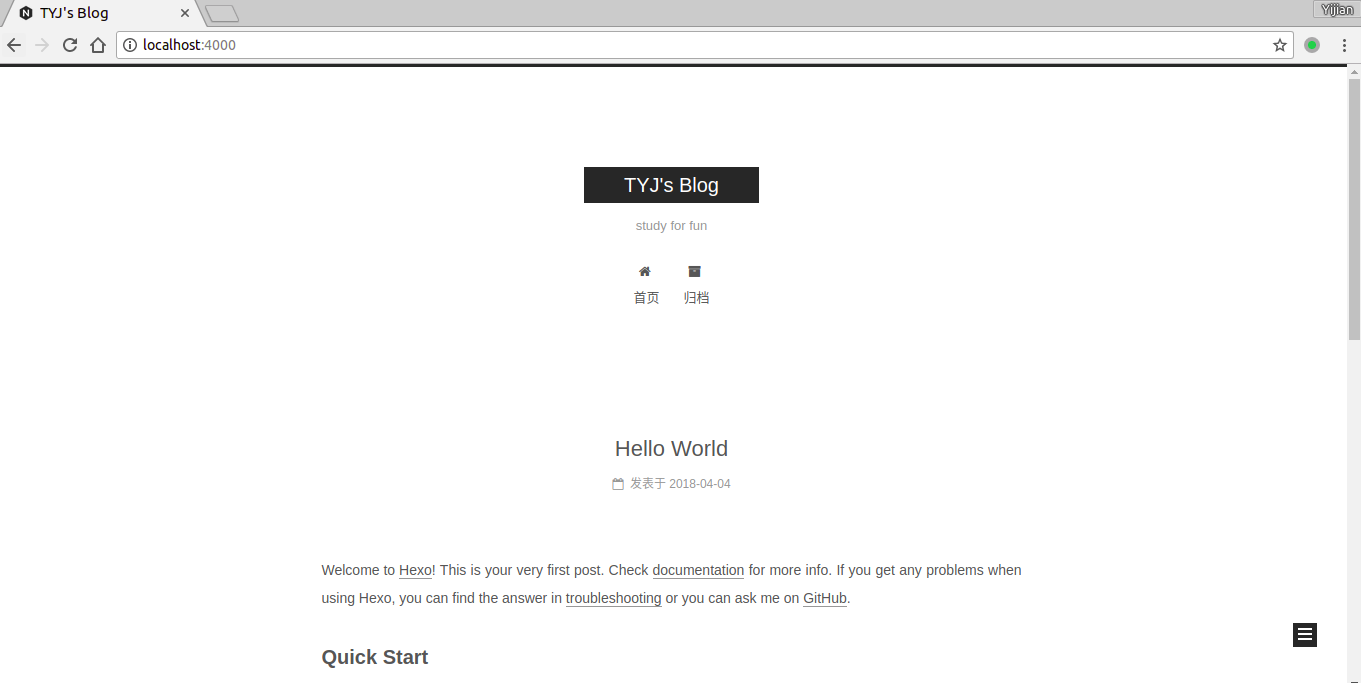 TYJ's Blog
Yijian
localhost:4000
TYJ's Blog
study for fun
首页 归档
Hello World
发表于 2018-04-04
Welcome to Hexo! This is your very first post. Check documentation for more info. If you get any problems when
using Hexo, you can find the answer in troubleshooting or you can ask me on GitHub.
Quick Start